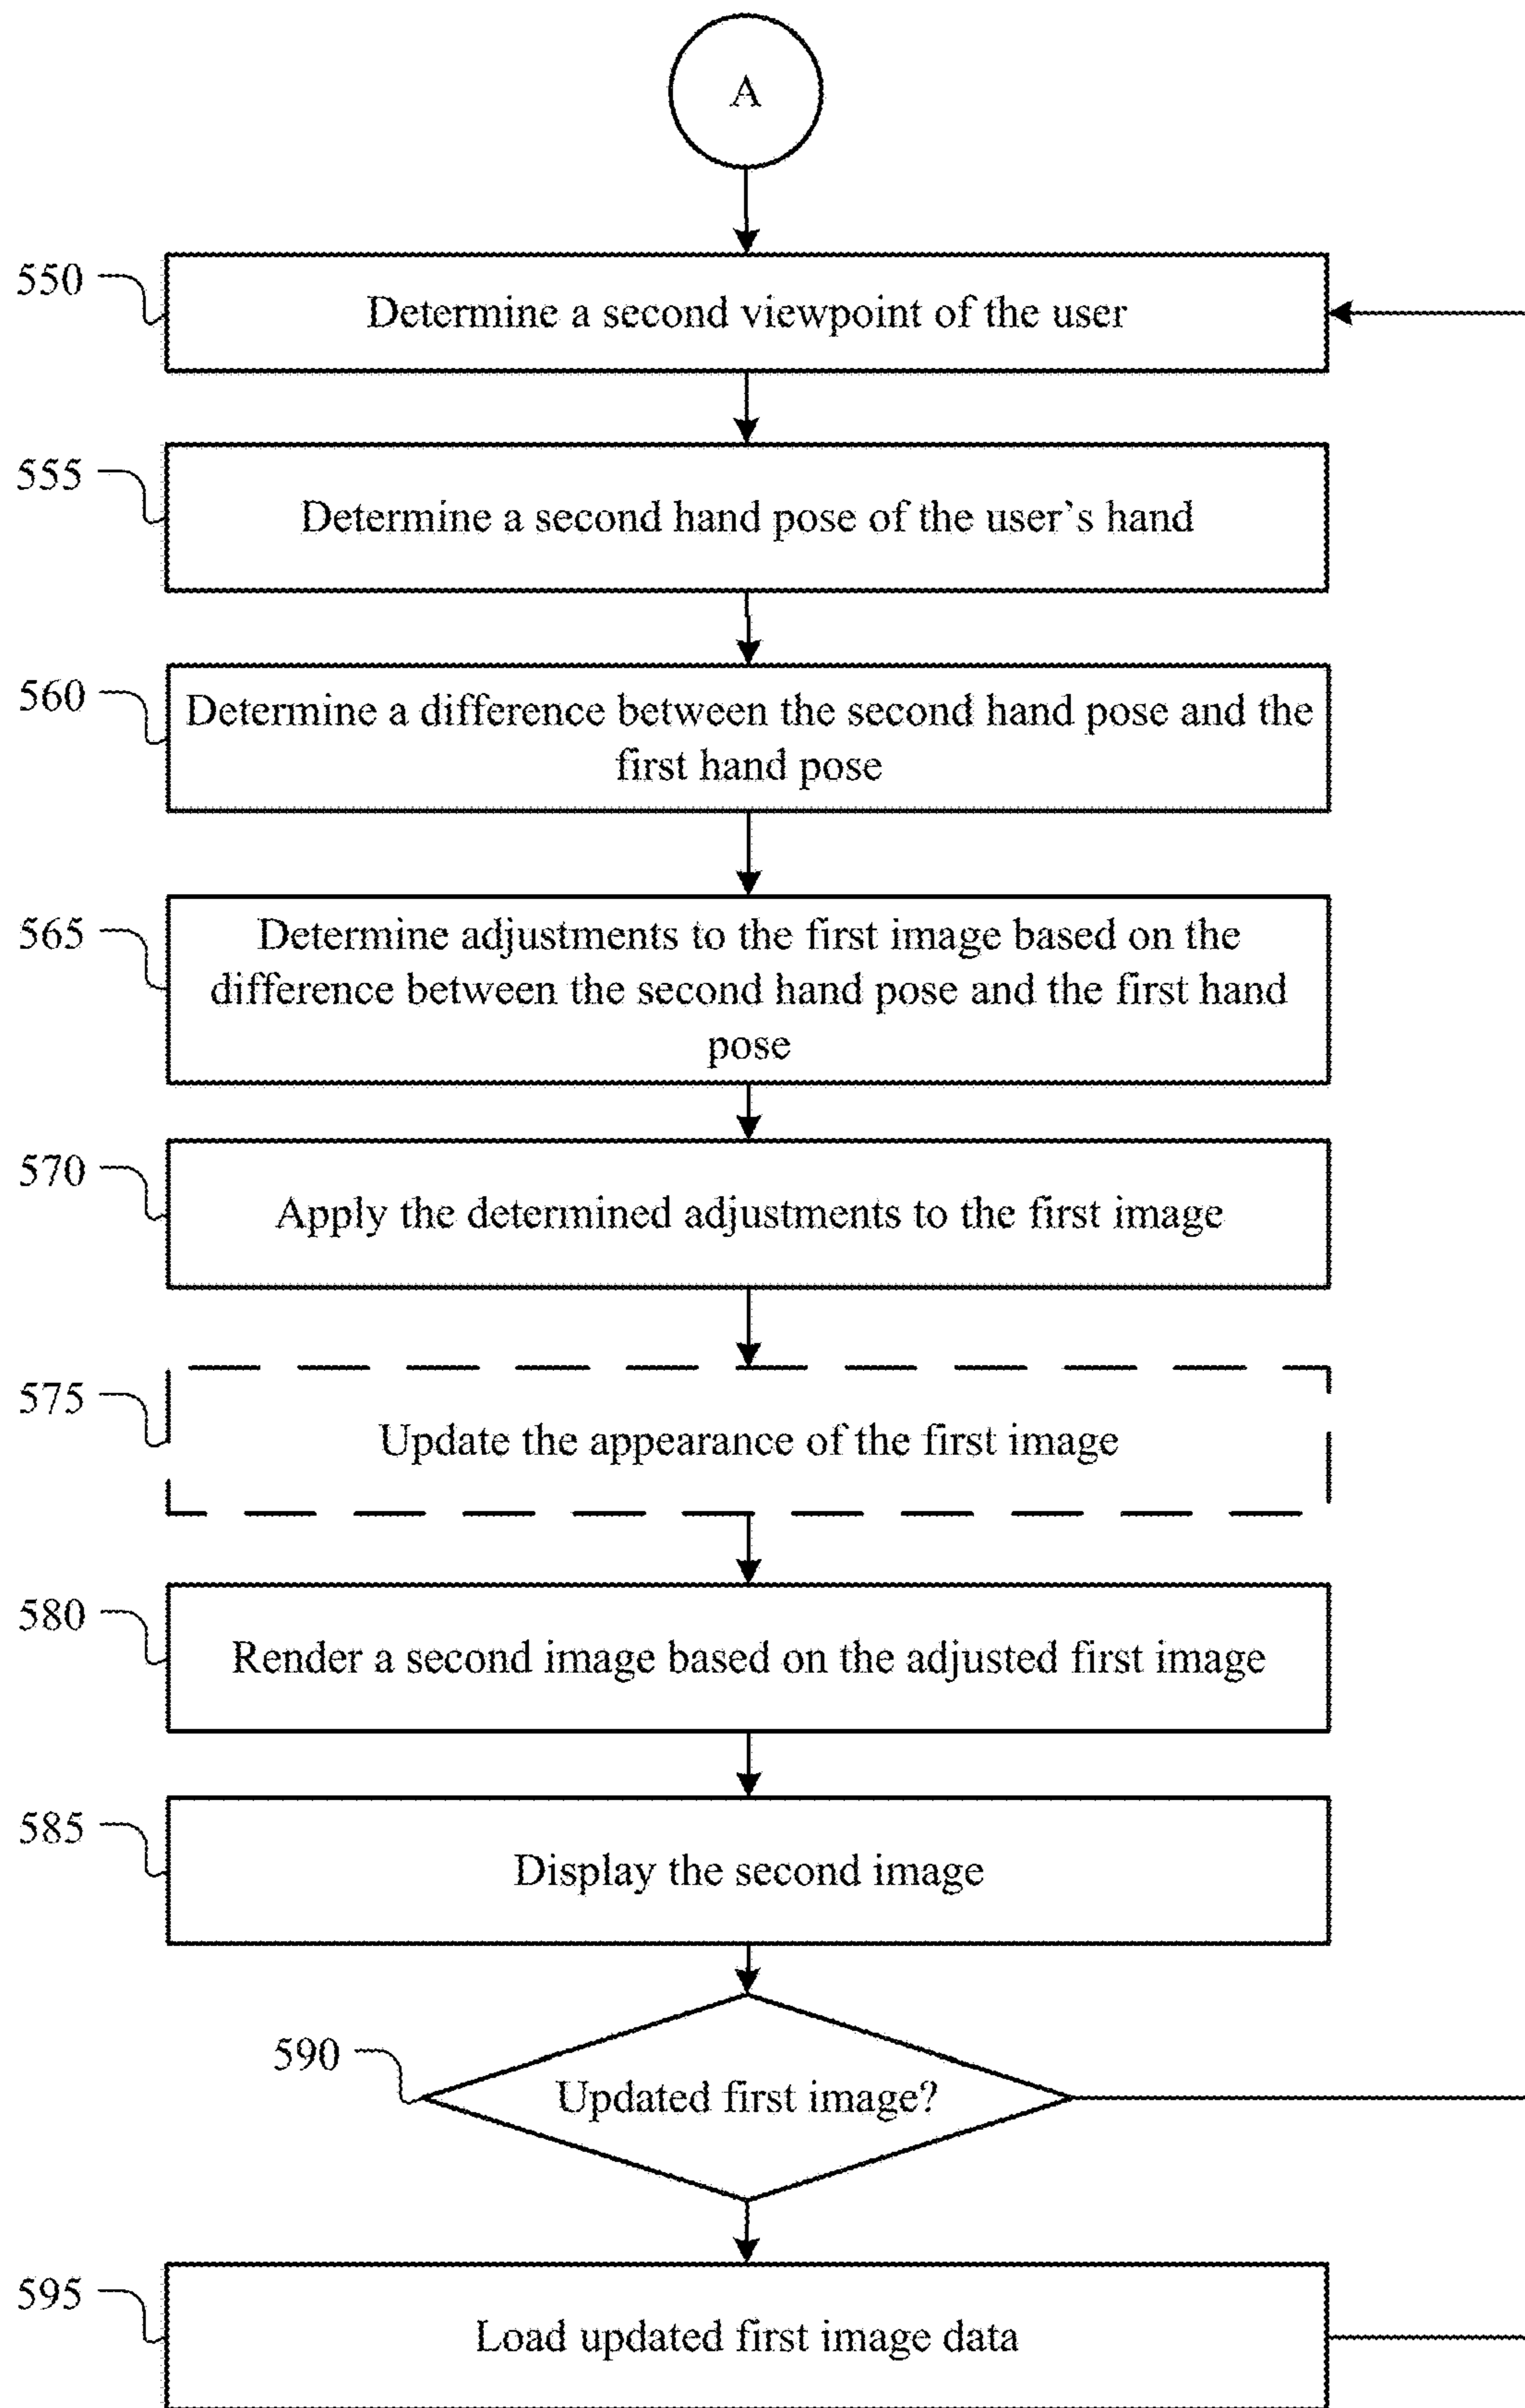 A
550
Determine a second viewpoint of the user
555
Determine a second hand pose of the user's hand
560
Determine a difference between the second hand pose and the
first hand pose
565
Determine adjustments to the first image based on the
difference between the second hand pose and the first hand
pose
570
Apply the determined adjustments to the first image
575
Update the appearance of the first image
580
Render a second image based on the adjusted first image
585
Display the second image
590
Updated first image?
595
Load updated first image data